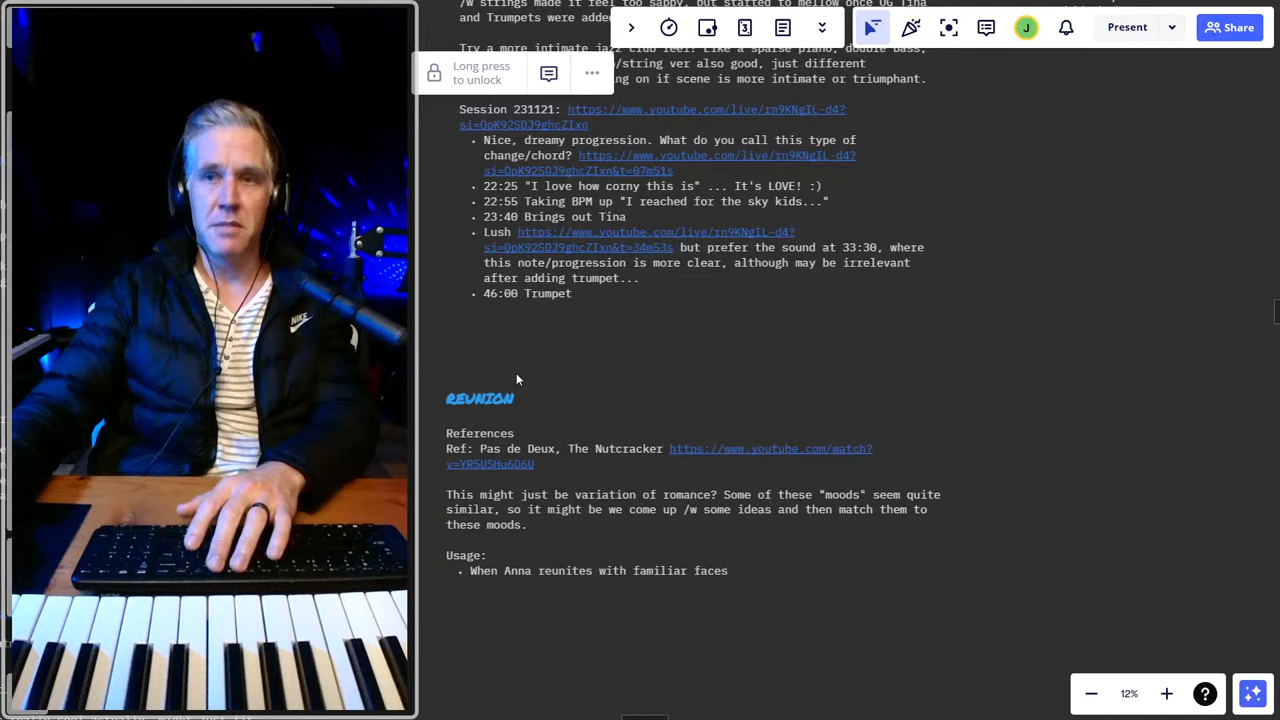 /w strings made it feel too sappy, but started to mellow once OG Tina
and Trumpets were added
Try a more intimate jazz club feel! Like a sparse piano, double bass,
/string ver also good, just different
ing on if scene is more intimate or triumphant.
Present
Share
J
Long press
to unlock
Session 231121: https://www.youtube.com/live/rn9KNgIL-d4?
si=OpK92SDJ9ghcZIxn
• Nice, dreamy progression. What do you call this type of
change/chord? https://www.youtube.com/live/rn9KNgIL-d4?
si=OpK92SDJ9ghcZIxn&t=07m51s
• 22:25 "I love how corny this is" ... It's LOVE! :)
• 22:55 Taking BPM up "I reached for the sky kids..."
• 23:40 Brings out Tina
• Lush https://www.youtube.com/live/rn9KNgIL-d4?
si=OpK92SDJ9ghcZIxn&t=34m53s but prefer the sound at 33:30, where
this note/progression is more clear, although may be irrelevant
after adding trumpet...
• 46:00 Trumpet
NIKE
REUNION
References
Ref: Pas de Deux, The Nutcracker https://www.youtube.com/watch?
v=YR5USHu6D6U
This might just be variation of romance? Some of these "moods" seem quite
similar, so it might be we come up /w some ideas and then match them to
these moods.
Usage:
• When Anna reunites with familiar faces
12%